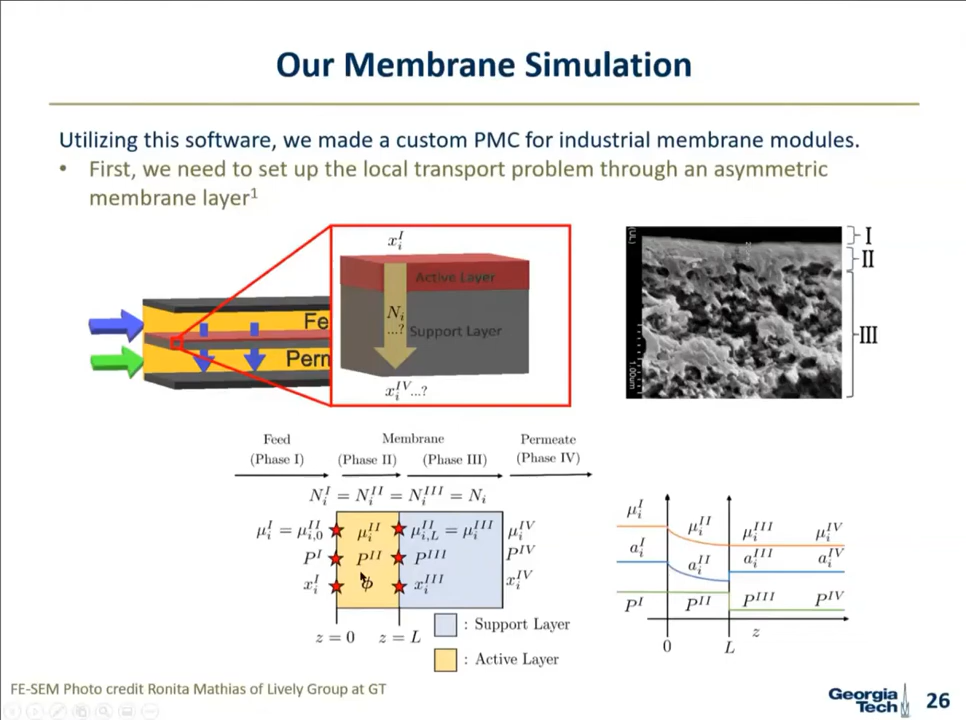 Our Membrane Simulation
Utilizing this software, we made a custom PMC for industrial membrane modules.
• First, we need to set up the local transport problem through an asymmetric
membrane layer¹
Fe
Perm
x_i^I
Active Layer
N_i
...?
Support Layer
x_i^{IV}...?
1.00um
I
II
III
Feed
(Phase I)
Membrane
(Phase II) (Phase III)
Permeate
(Phase IV)
N_i^I = N_i^{II} = N_i^{III} = N_i
μ_i^I = μ_{i,0}^{II} μ_i^{II} μ_{i,L}^{II} = μ_i^{III} μ_i^{IV}
P^I P^{II} P^{III} P^{IV}
x_i^I ϕ x_i^{III} x_i^{IV}
z = 0 z = L
: Support Layer
: Active Layer
μ_i^I μ_i^{II} μ_i^{III} μ_i^{IV}
a_i^I a_i^{II} a_i^{III} a_i^{IV}
P^I P^{II} P^{III} P^{IV}
0 L z
FE-SEM Photo credit Ronita Mathias of Lively Group at GT
Georgia
Tech
26